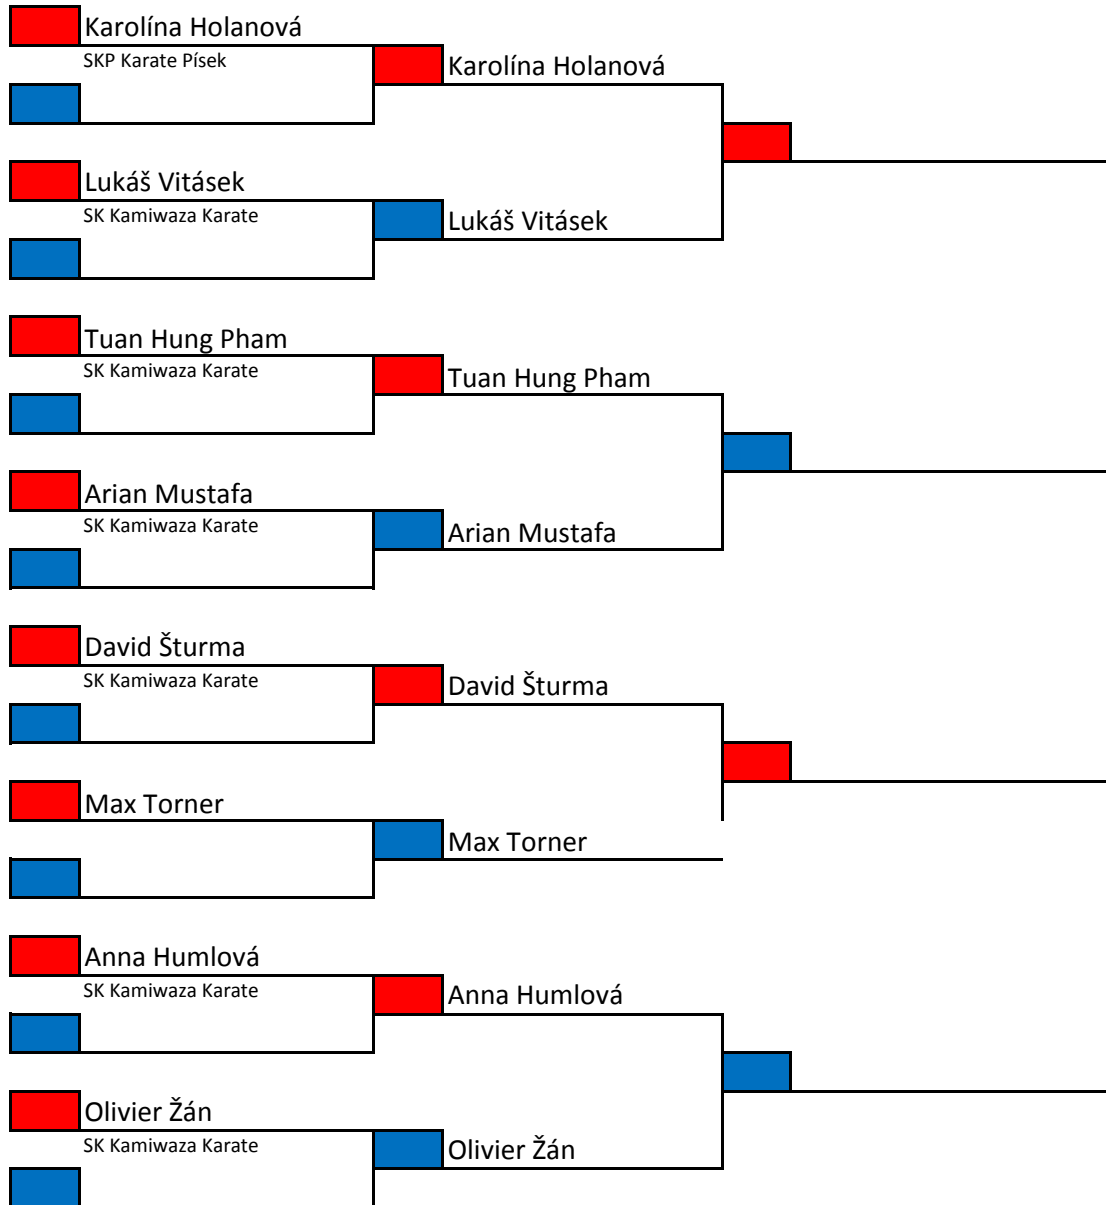 Karolína Holanová
SKP Karate Písek
Karolína Holanová
Lukáš Vitásek
SK Kamiwaza Karate
Lukáš Vitásek
Tuan Hung Pham
SK Kamiwaza Karate
Tuan Hung Pham
Arian Mustafa
SK Kamiwaza Karate
Arian Mustafa
David Šturma
SK Kamiwaza Karate
David Šturma
Max Torner
Max Torner
Anna Humlová
SK Kamiwaza Karate
Anna Humlová
Olivier Žán
SK Kamiwaza Karate
Olivier Žán